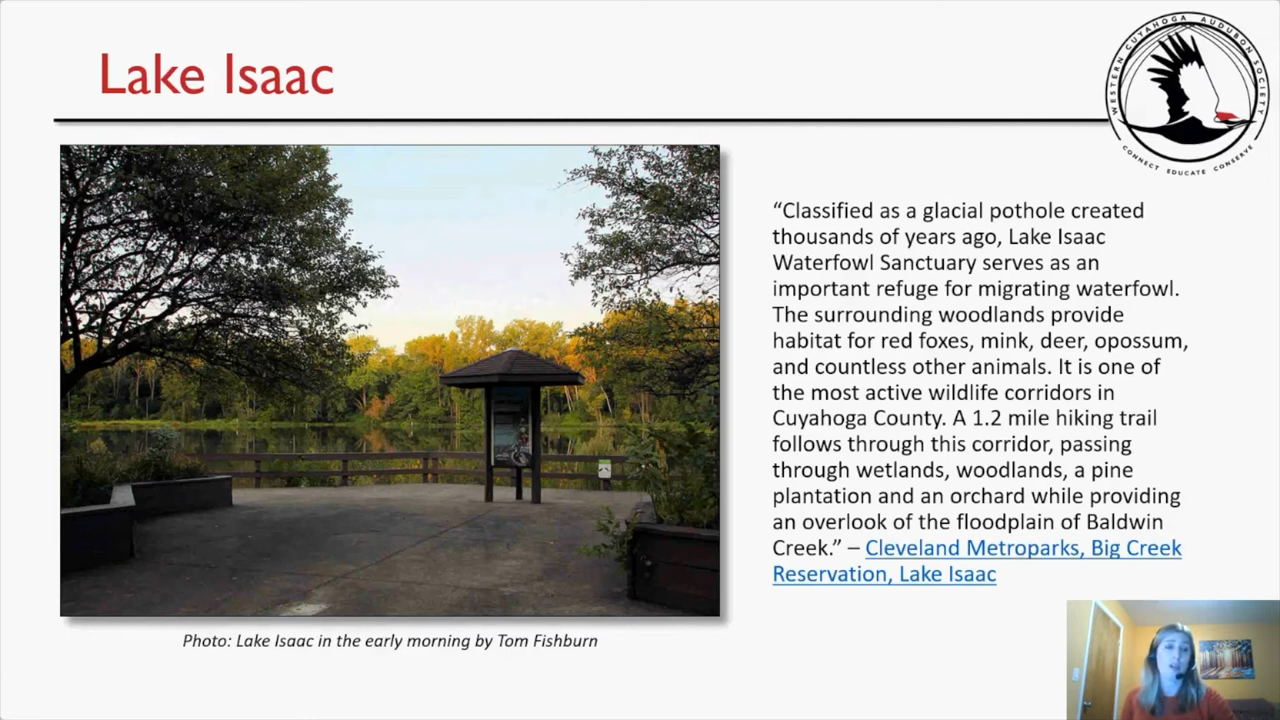 Lake Isaac
WESTERN CUYAHOGA AUDUBON SOCIETY
CONNECT EDUCATE CONSERVE
“Classified as a glacial pothole created
thousands of years ago, Lake Isaac
Waterfowl Sanctuary serves as an
important refuge for migrating waterfowl.
The surrounding woodlands provide
habitat for red foxes, mink, deer, opossum,
and countless other animals. It is one of
the most active wildlife corridors in
Cuyahoga County. A 1.2 mile hiking trail
follows through this corridor, passing
through wetlands, woodlands, a pine
plantation and an orchard while providing
an overlook of the floodplain of Baldwin
Creek.” – Cleveland Metroparks, Big Creek
Reservation, Lake Isaac
Photo: Lake Isaac in the early morning by Tom Fishburn